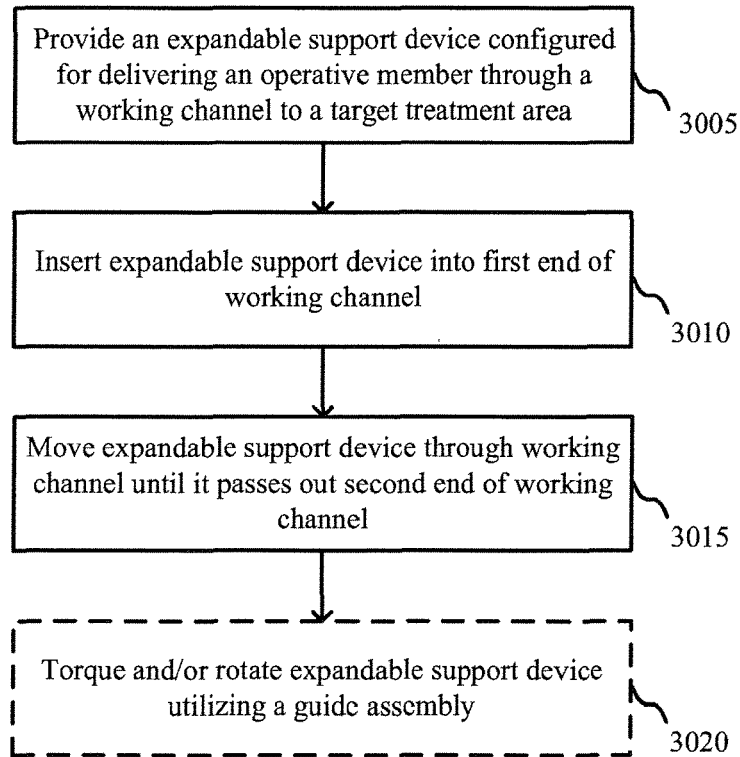 Provide an expandable support device configured
for delivering an operative member through a
working channel to a target treatment area
3005
Insert expandable support device into first end of
working channel
3010
Move expandable support device through working
channel until it passes out second end of working
channel
3015
Torque and/or rotate expandable support device
utilizing a guide assembly
3020